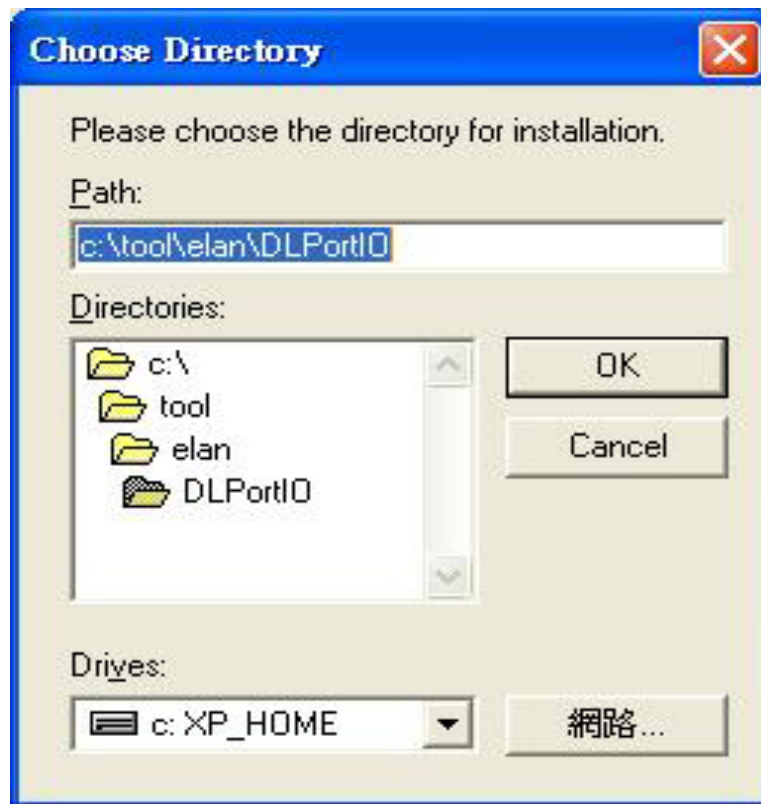 Choose Directory
Please choose the directory for installation.
Path:
c:\tool\elan\DLPortIO
Directories:
c:\
tool
elan
DLPortIO
OK
Cancel
Drives:
c: XP_HOME
網路...